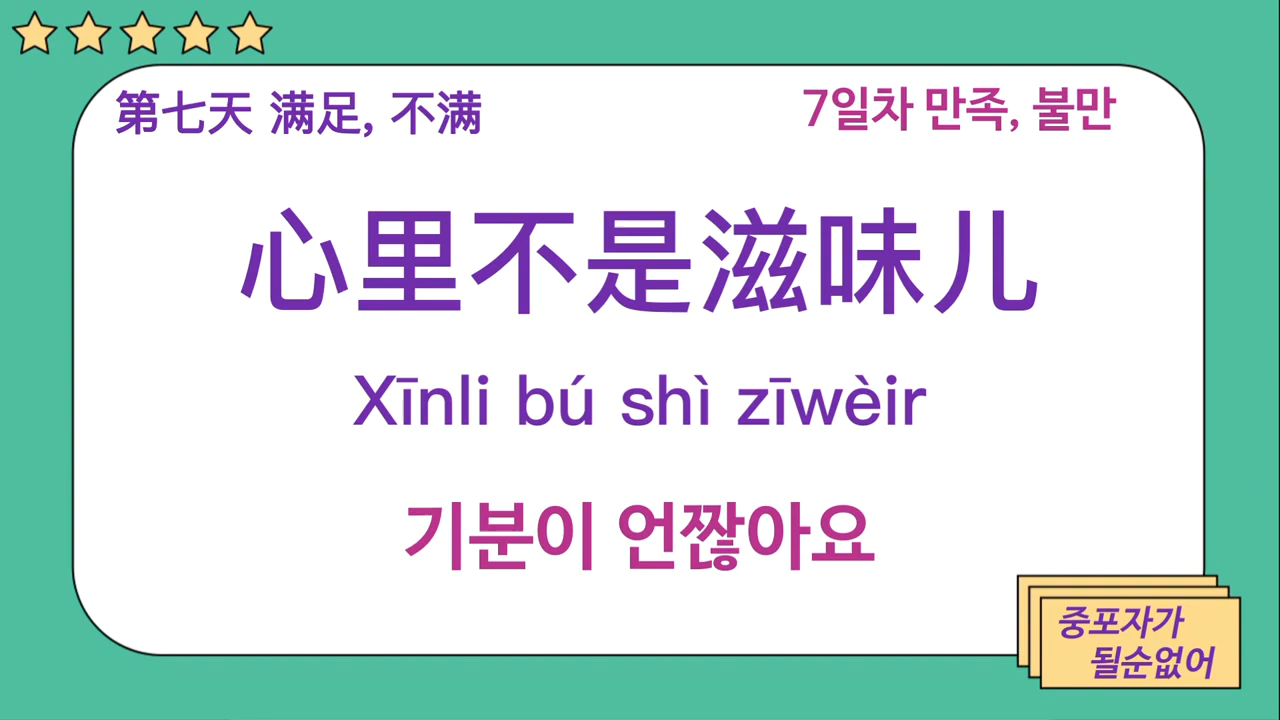 第七天 满足, 不满
7일차 만족, 불만
心里不是滋味儿
Xīnli bú shì zīwèir
기분이 언짢아요
중포자가
될순없어